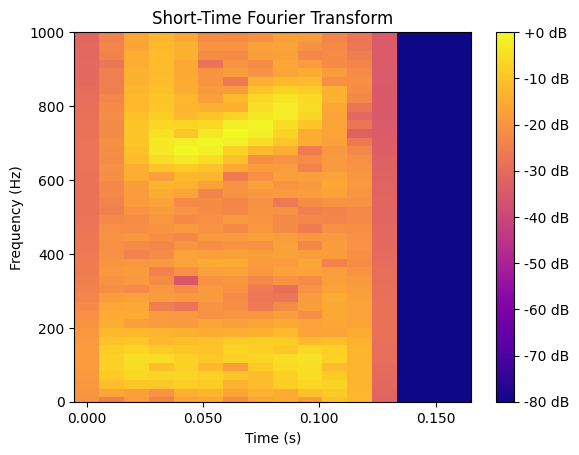 Short-Time Fourier Transform
1000
800
600
400
200
0
Frequency (Hz)
0.000
0.050
0.100
0.150
Time (s)
+0 dB
-10 dB
-20 dB
-30 dB
-40 dB
-50 dB
-60 dB
-70 dB
-80 dB